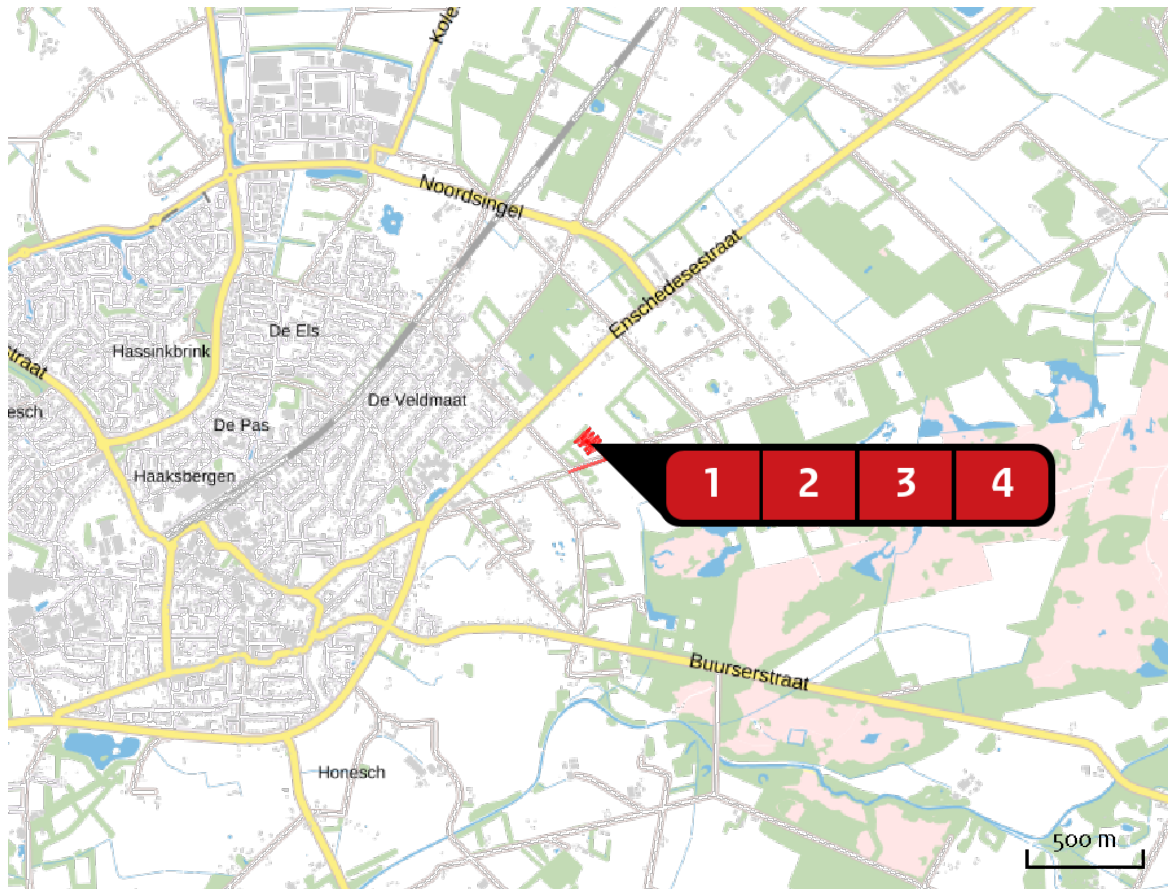 Kole
Noordsingel
Enschedesestraat
De Els
Hassinkbrink
straat
De Veldmaat
esch
De Pas
Haaksbergen
1 2 3 4
Buurserstraat
Honesch
500 m